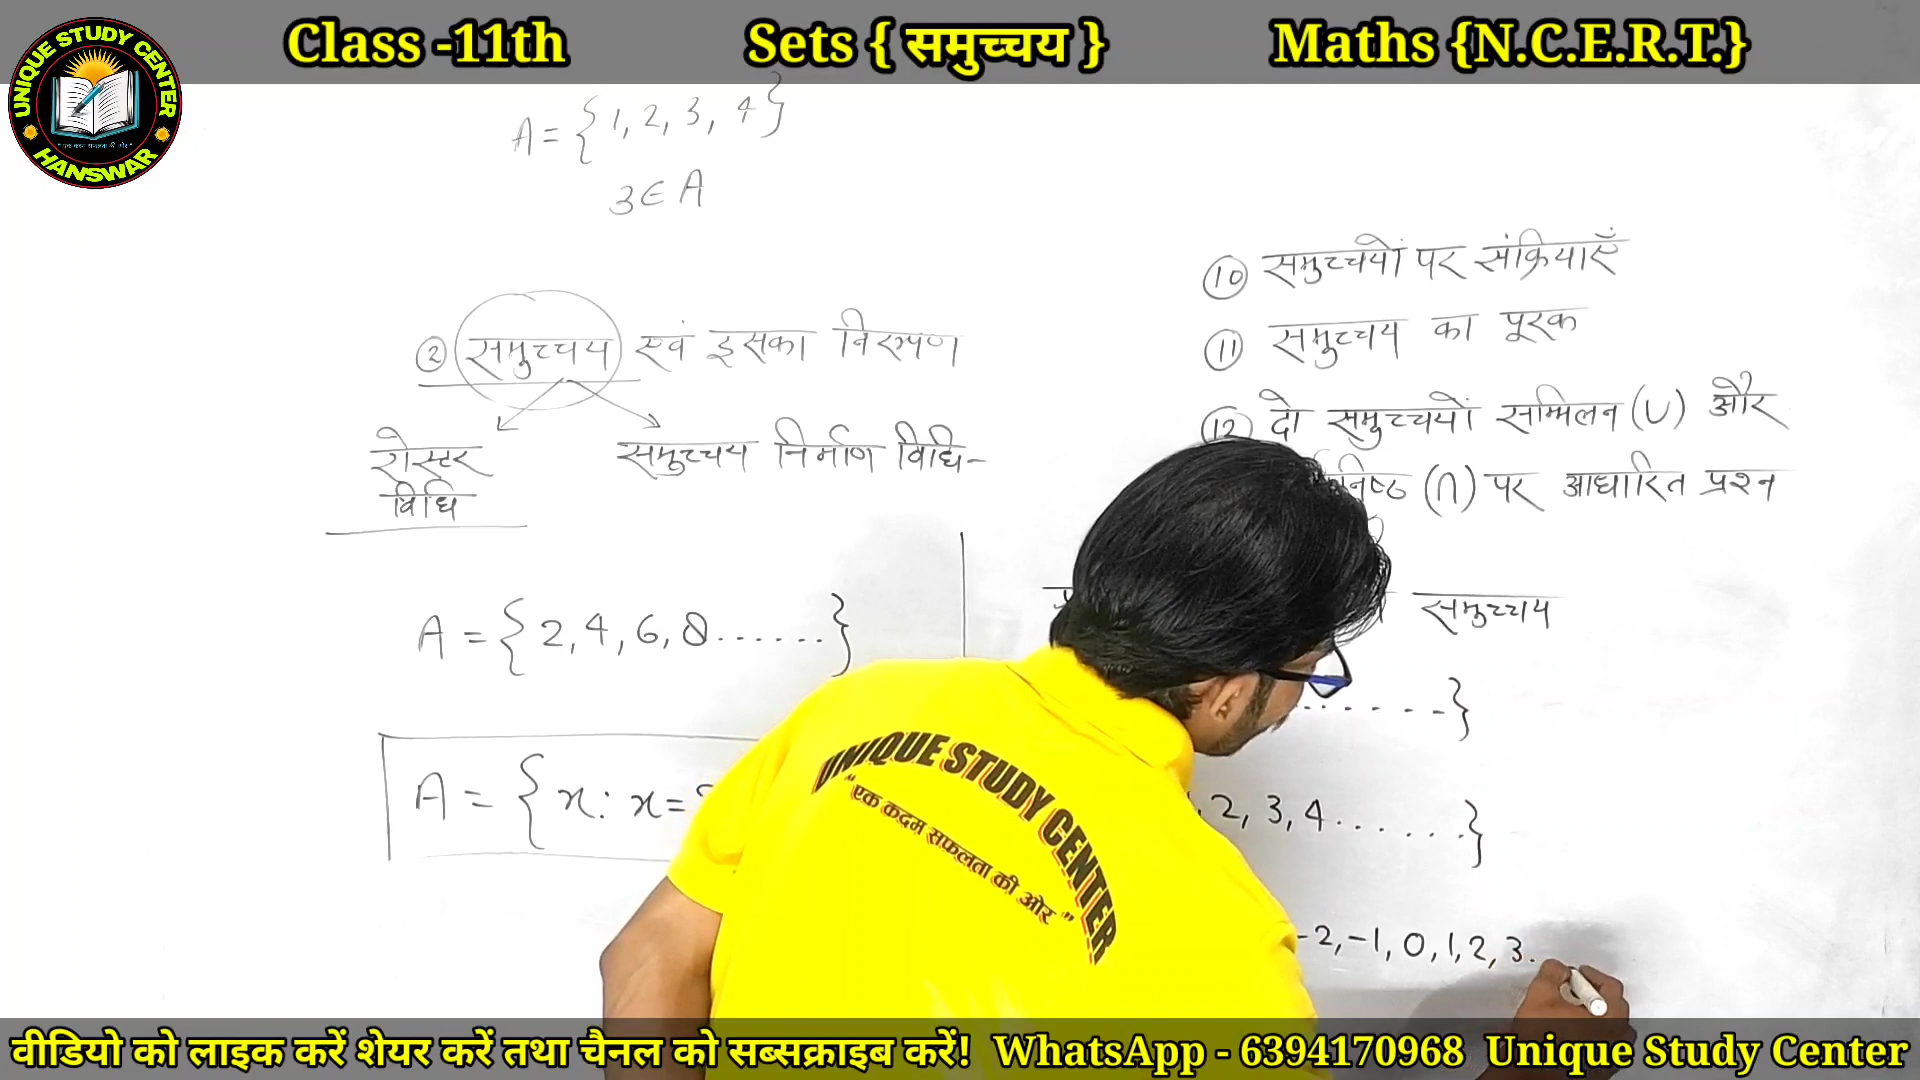 Class -11th
Sets { समुच्चय }
Maths {N.C.E.R.T.}
UNIQUE STUDY CENTER
HANSWAR
A = {1, 2, 3, 4}
3 ∈ A
② समुच्चय एवं इसका निरूपण
रोस्टर
विधि
समुच्चय निर्माण विधि-
A = {2, 4, 6, 8......}
A = {x: x=
⑩ समुच्चयों पर संक्रियाएँ
⑪ समुच्चय का पूरक
⑫ दो समुच्चयों सम्मिलन (∪) और
(∩) पर आधारित प्रश्न
समुच्चय
......}
2, 3, 4......}
-2, -1, 0, 1, 2, 3.
UNIQUE STUDY CENTER
"एक कदम सफलता की ओर"
वीडियो को लाइक करें शेयर करें तथा चैनल को सब्सक्राइब करें! WhatsApp - 6394170968 Unique Study Center